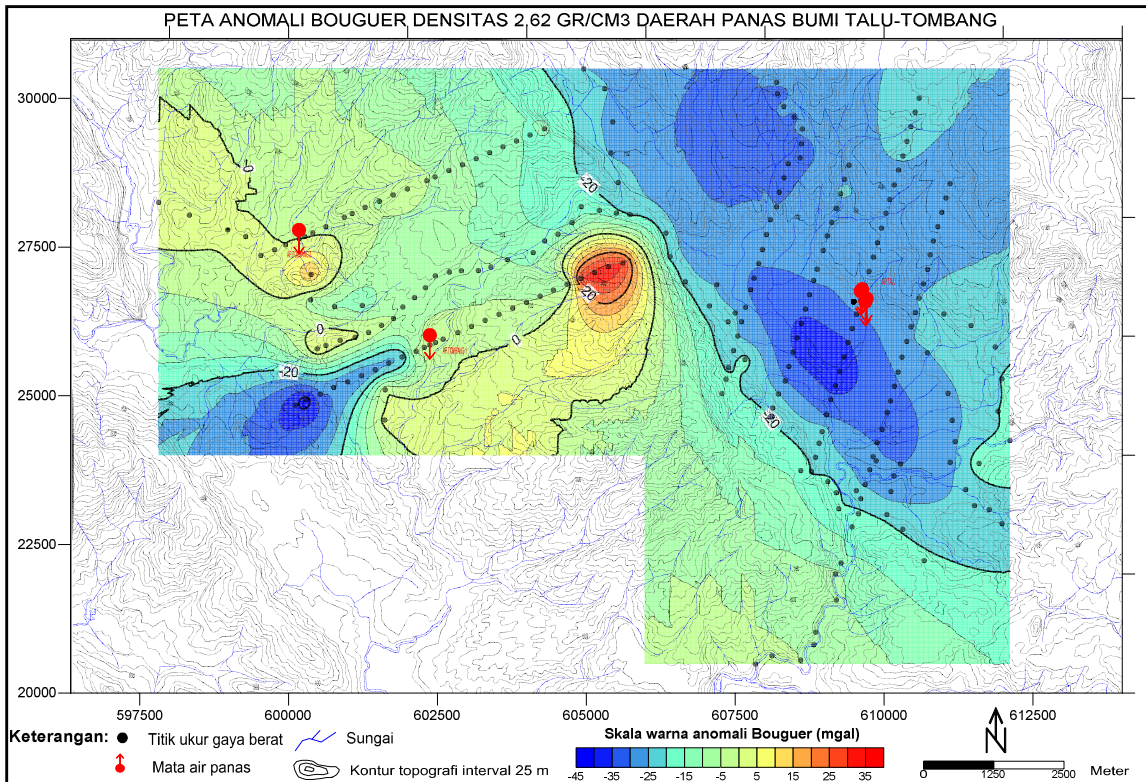 PETA ANOMALI BOUGUER DENSITAS 2,62 GR/CM3 DAERAH PANAS BUMI TALU-TOMBANG
30000
27500
25000
22500
20000
-20
20
0
0
-20
-20
597500
600000
602500
605000
607500
610000
612500
Keterangan:
Titik ukur gaya berat
Sungai
Mata air panas
Kontur topografi interval 25 m
Skala warna anomali Bouguer (mgal)
-45 -35 -25 -15 -5 5 15 25 35
N
0 1250 2500 Meter